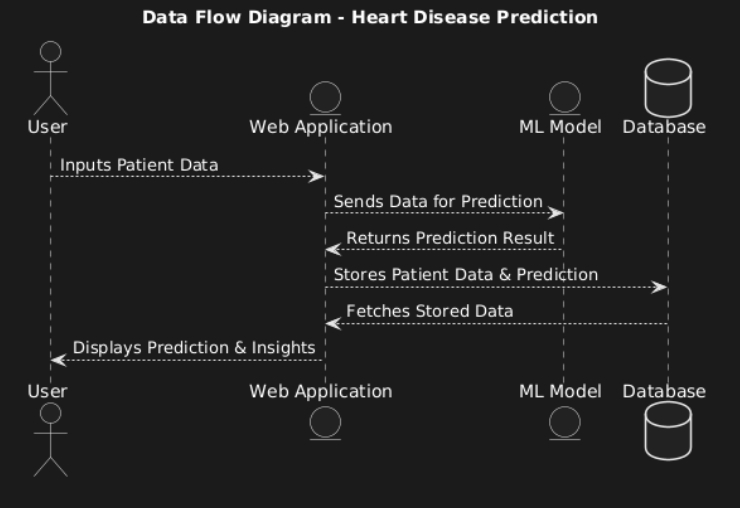 Data Flow Diagram - Heart Disease Prediction
User Web Application ML Model Database
Inputs Patient Data
Sends Data for Prediction
Returns Prediction Result
Stores Patient Data & Prediction
Fetches Stored Data
Displays Prediction & Insights
User Web Application ML Model Database